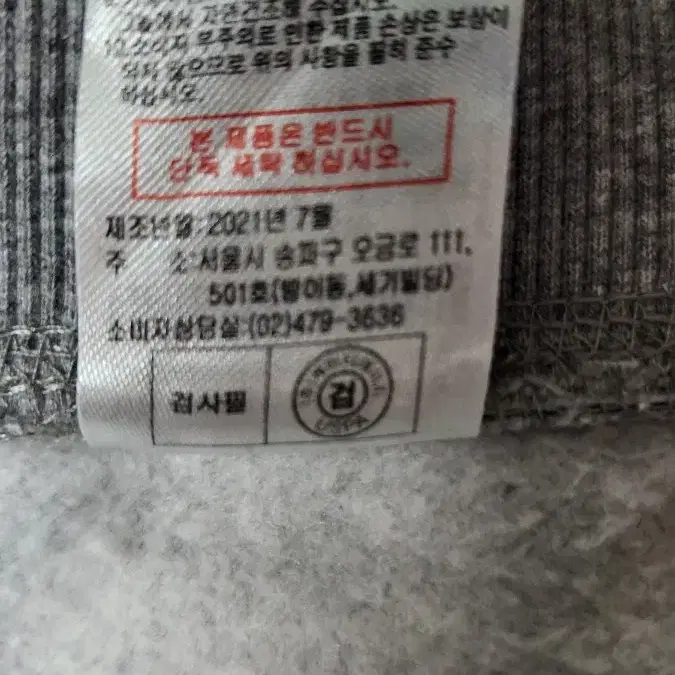 그늘에서 자연건조를 하십시오.
10.소비자 부주의로 인한 제품 손상은 보상이
되지 않으므로 위의 사항을 필히 준수
하십시오.
본 제품은 반드시
단독 세탁 하십시오.
제조년월:2021년 7월
주 소:서울시 송파구 오금로 111,
501호(방이동,세기빌딩)
소비자상담실:(02)479-3636
검사필
검